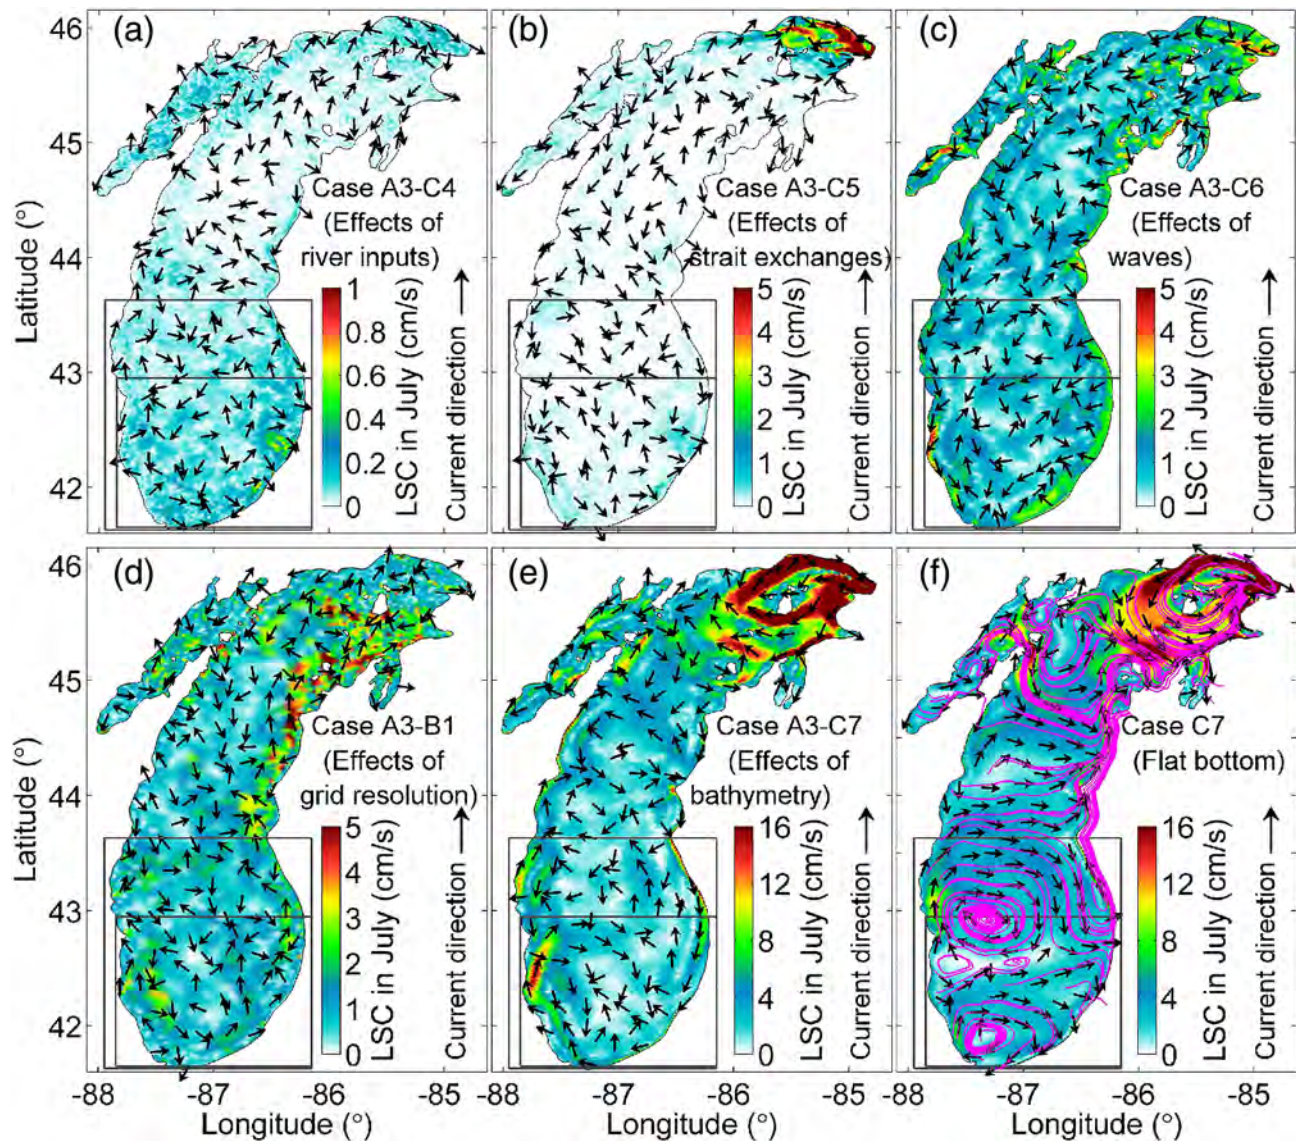 (a)
Case A3-C4
(Effects of
river inputs)
1
0.8
0.6
0.4
0.2
0
LSC in July (cm/s)
Current direction
46
45
44
43
42
Latitude (°)
(b)
Case A3-C5
(Effects of
strait exchanges)
5
4
3
2
1
0
LSC in July (cm/s)
Current direction
(c)
Case A3-C6
(Effects of
waves)
5
4
3
2
1
0
LSC in July (cm/s)
Current direction
(d)
Case A3-B1
(Effects of
grid resolution)
5
4
3
2
1
0
LSC in July (cm/s)
Current direction
46
45
44
43
42
Latitude (°)
-88 -87 -86 -85
Longitude (°)
(e)
Case A3-C7
(Effects of
bathymetry)
16
12
8
4
0
LSC in July (cm/s)
Current direction
-88 -87 -86 -85
Longitude (°)
(f)
Case C7
(Flat bottom)
16
12
8
4
0
LSC in July (cm/s)
Current direction
-88 -87 -86 -85
Longitude (°)